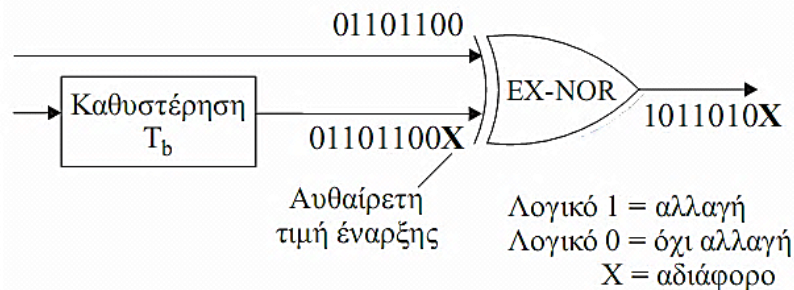 01101100
Καθυστέρηση
T_b
EX-NOR
01101100X
1011010X
Αυθαίρετη
τιμή έναρξης
Λογικό 1 = αλλαγή
Λογικό 0 = όχι αλλαγή
X = αδιάφορο